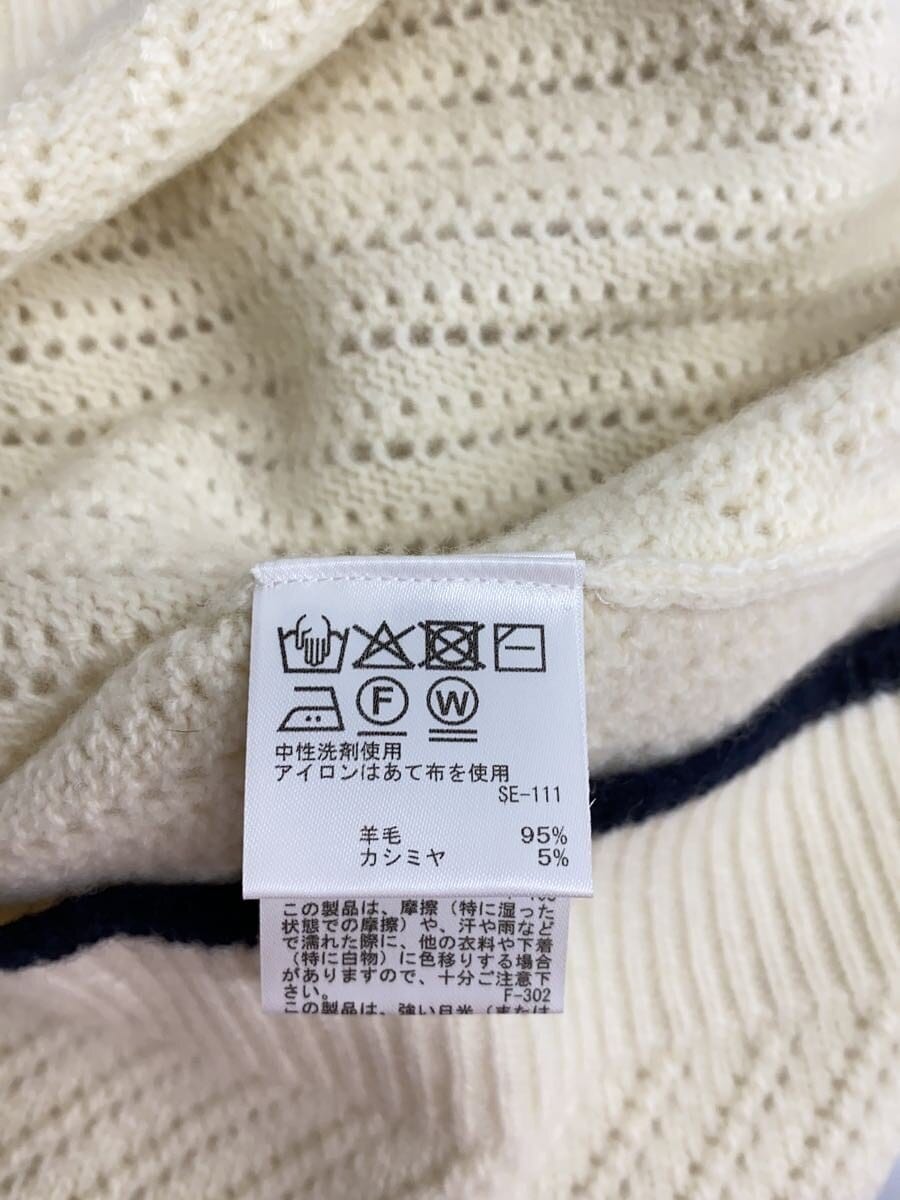 F W
中性洗剤使用
アイロンはあて布を使用
SE-111
羊毛 95%
カシミヤ 5%
この製品は、摩擦(特に湿った
状態での摩擦)や、汗や雨など
で濡れた際に、他の衣料や下着
(特に白物)に色移りする場合
がありますので、十分ご注意下
さい。
F-302
この製品は、強い日光(または